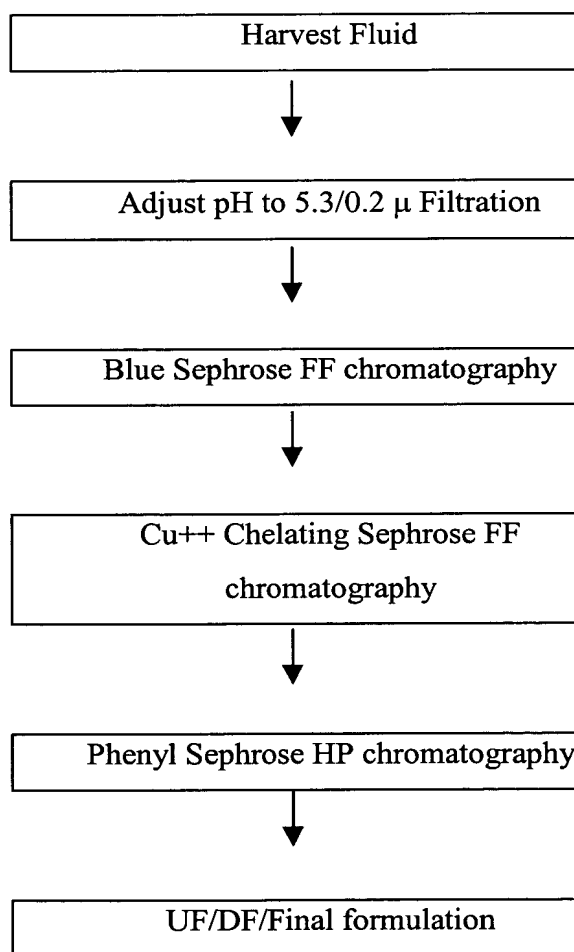 Harvest Fluid
Adjust pH to 5.3/0.2 μ Filtration
Blue Sephrose FF chromatography
Cu++ Chelating Sephrose FF
chromatography
Phenyl Sephrose HP chromatography
UF/DF/Final formulation